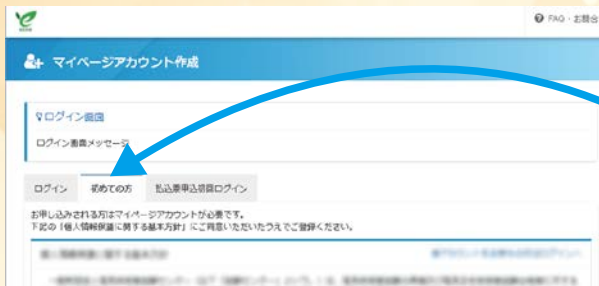 FAQ・お問合
マイページアカウント作成
ログイン画面
ログイン画面メッセージ
ログイン 初めての方 払込票申込初回ログイン
お申し込みされる方はマイページアカウントが必要です。
下記の「個人情報保護に関する基本方針」にご同意いただいたうえでご登録ください。